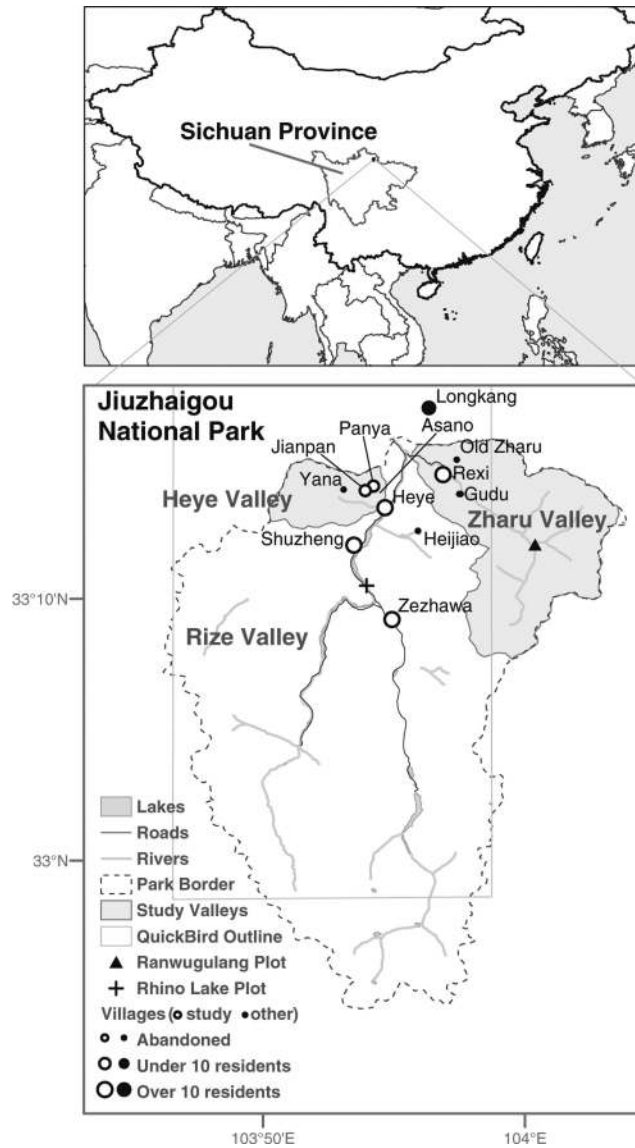 Sichuan Province
Jiuzhaigou
National Park
Longkang
Asano
Panya
Jianpan
Old Zharu
Yana
Rexi
Heye
Gudu
Heye Valley
Zharu Valley
Shuzheng
Heijiao
33°10'N
Zezhawa
Rize Valley
Lakes
Roads
Rivers
33°N
Park Border
Study Valleys
QuickBird Outline
Ranwugulang Plot
Rhino Lake Plot
Villages (study other)
Abandoned
Under 10 residents
Over 10 residents
103°50'E
104°E